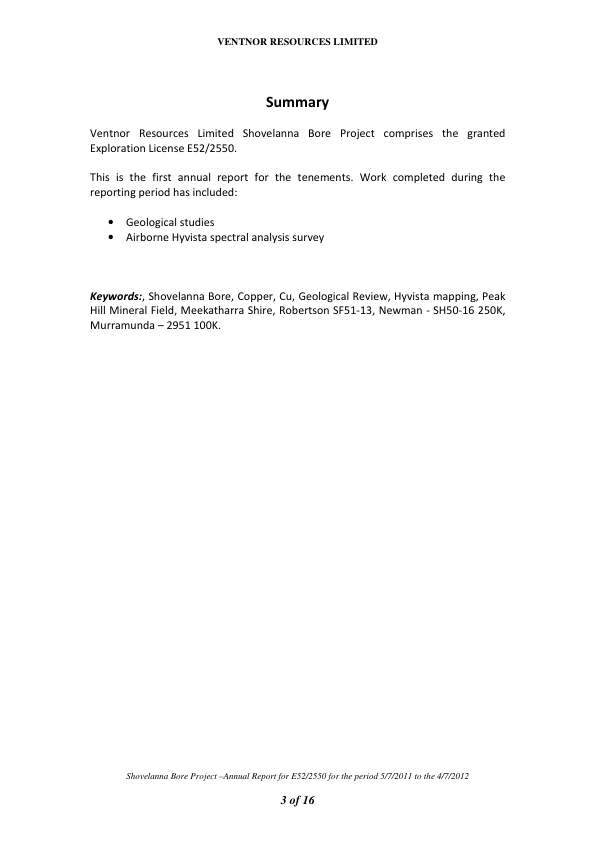 VENTNOR RESOURCES LIMITED
Summary
Ventnor Resources Limited Shovelanna Bore Project comprises the granted
Exploration License E52/2550.
This is the first annual report for the tenements. Work completed during the
reporting period has included:
• Geological studies
• Airborne Hyvista spectral analysis survey
Keywords:, Shovelanna Bore, Copper, Cu, Geological Review, Hyvista mapping, Peak
Hill Mineral Field, Meekatharra Shire, Robertson SF51-13, Newman - SH50-16 250K,
Murramunda – 2951 100K.
Shovelanna Bore Project –Annual Report for E52/2550 for the period 5/7/2011 to the 4/7/2012
3 of 16